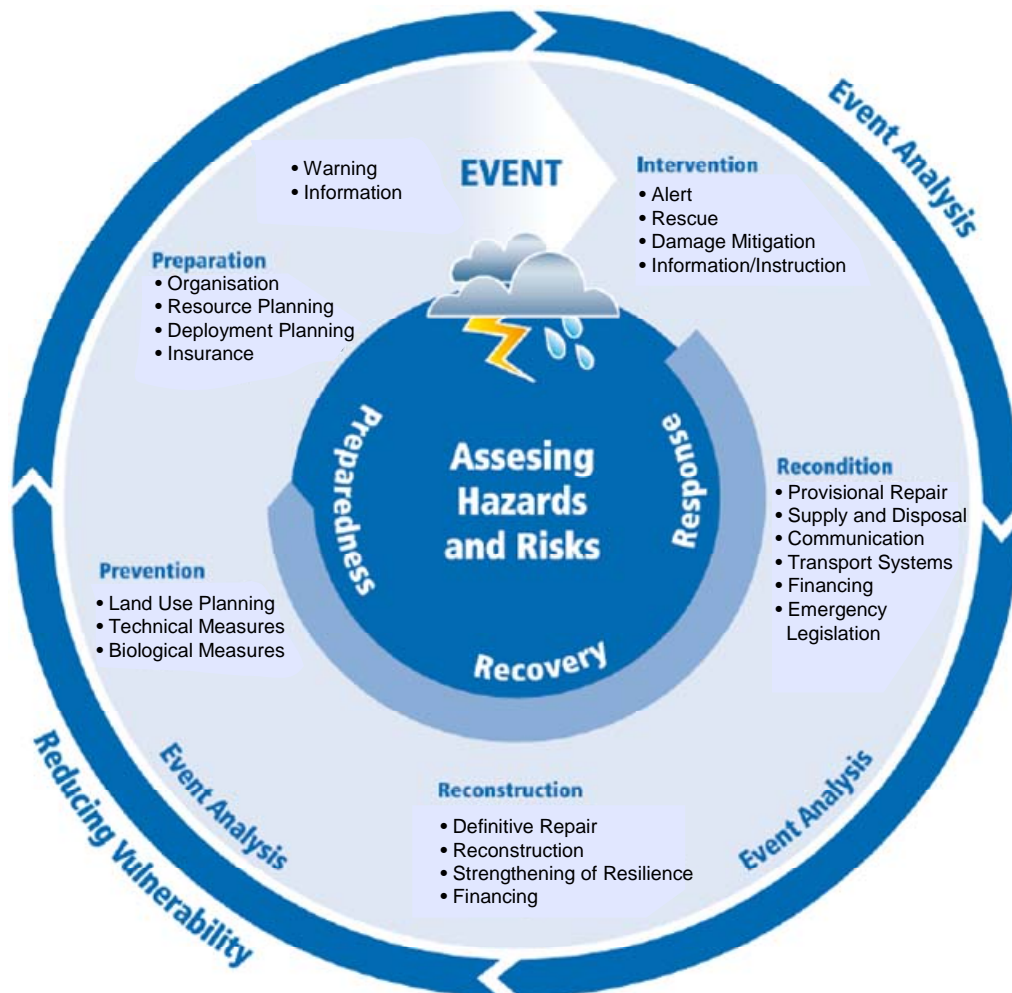 EVENT
• Warning
• Information
Intervention
• Alert
• Rescue
• Damage Mitigation
• Information/Instruction
Event Analysis
Preparation
• Organisation
• Resource Planning
• Deployment Planning
• Insurance
Preparedness
Assesing
Hazards
and Risks
Response
Recovery
Recondition
• Provisional Repair
• Supply and Disposal
• Communication
• Transport Systems
• Financing
• Emergency
Legislation
Prevention
• Land Use Planning
• Technical Measures
• Biological Measures
Reducing Vulnerability
Event Analysis
Reconstruction
• Definitive Repair
• Reconstruction
• Strengthening of Resilience
• Financing
Event Analysis